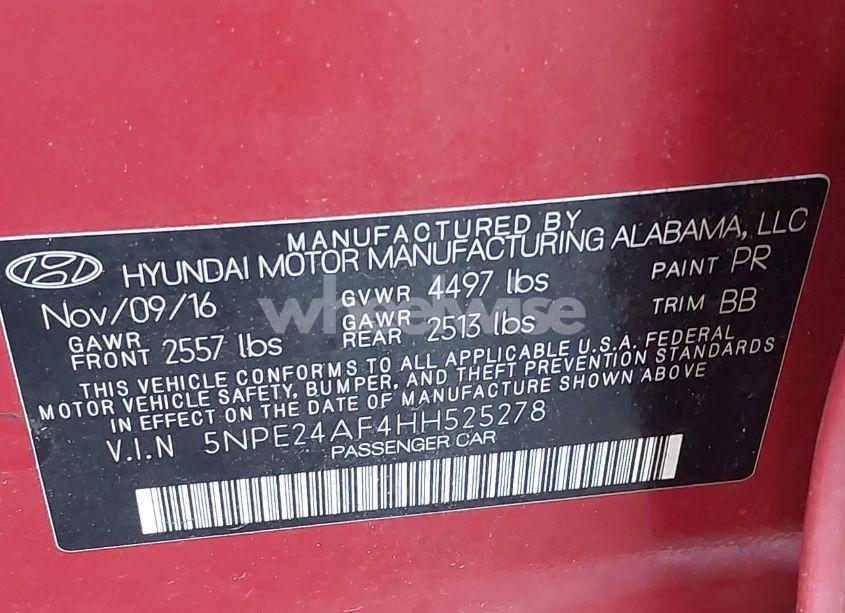 MANUFACTURED BY
HYUNDAI MOTOR MANUFACTURING ALABAMA, LLC
Nov/09/16 GVWR 4497 lbs PAINT PR
GAWR FRONT 2557 lbs GAWR REAR 2513 lbs TRIM BB
THIS VEHICLE CONFORMS TO ALL APPLICABLE U.S.A. FEDERAL
MOTOR VEHICLE SAFETY, BUMPER, AND THEFT PREVENTION STANDARDS
IN EFFECT ON THE DATE OF MANUFACTURE SHOWN ABOVE
V.I.N 5NPE24AF4HH525278
PASSENGER CAR
wheelwise